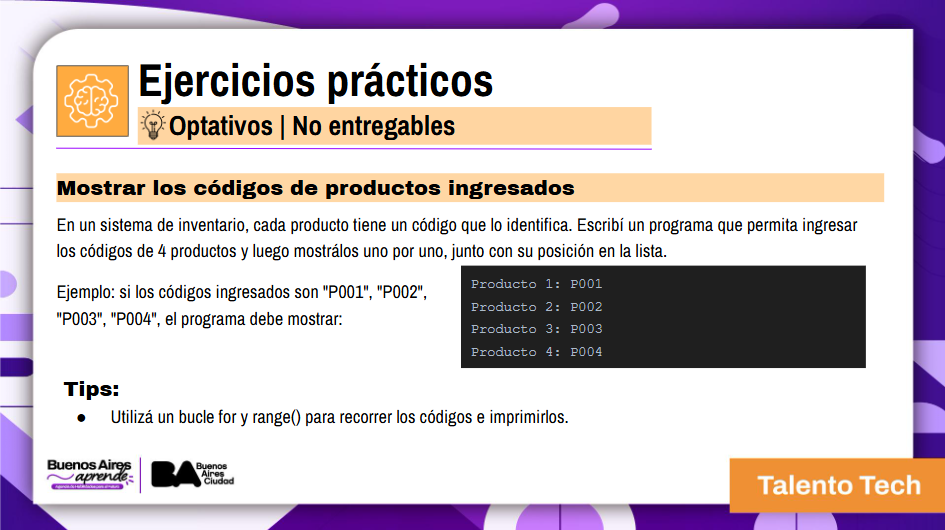 Ejercicios prácticos
Optativos | No entregables
Mostrar los códigos de productos ingresados
En un sistema de inventario, cada producto tiene un código que lo identifica. Escribí un programa que permita ingresar
los códigos de 4 productos y luego mostrálos uno por uno, junto con su posición en la lista.
Ejemplo: si los códigos ingresados son "P001", "P002",
"P003", "P004", el programa debe mostrar:
Producto 1: P001
Producto 2: P002
Producto 3: P003
Producto 4: P004
Tips:
● Utilizá un bucle for y range() para recorrer los códigos e imprimirlos.
Buenos Aires
aprende
BA
Buenos
Aires
Ciudad
Talento Tech